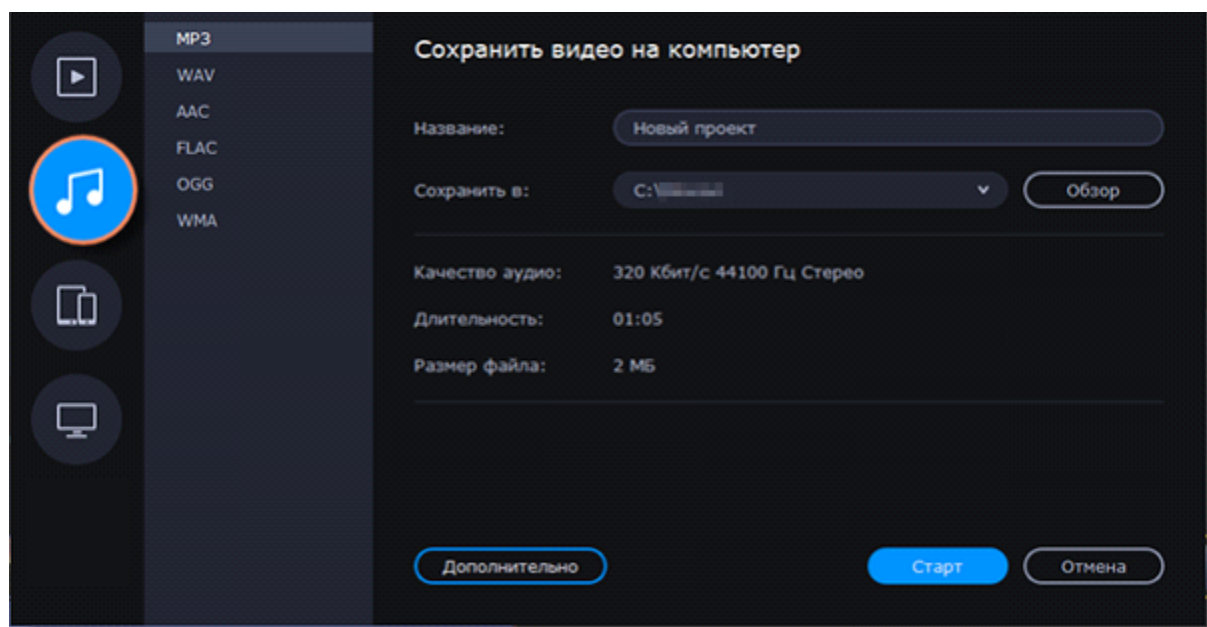 MP3
WAV
AAC
FLAC
OGG
WMA
Сохранить видео на компьютер
Название: Новый проект
Сохранить в: C:\ Обзор
Качество аудио: 320 Кбит/с 44100 Гц Стерео
Длительность: 01:05
Размер файла: 2 МБ
Дополнительно Старт Отмена